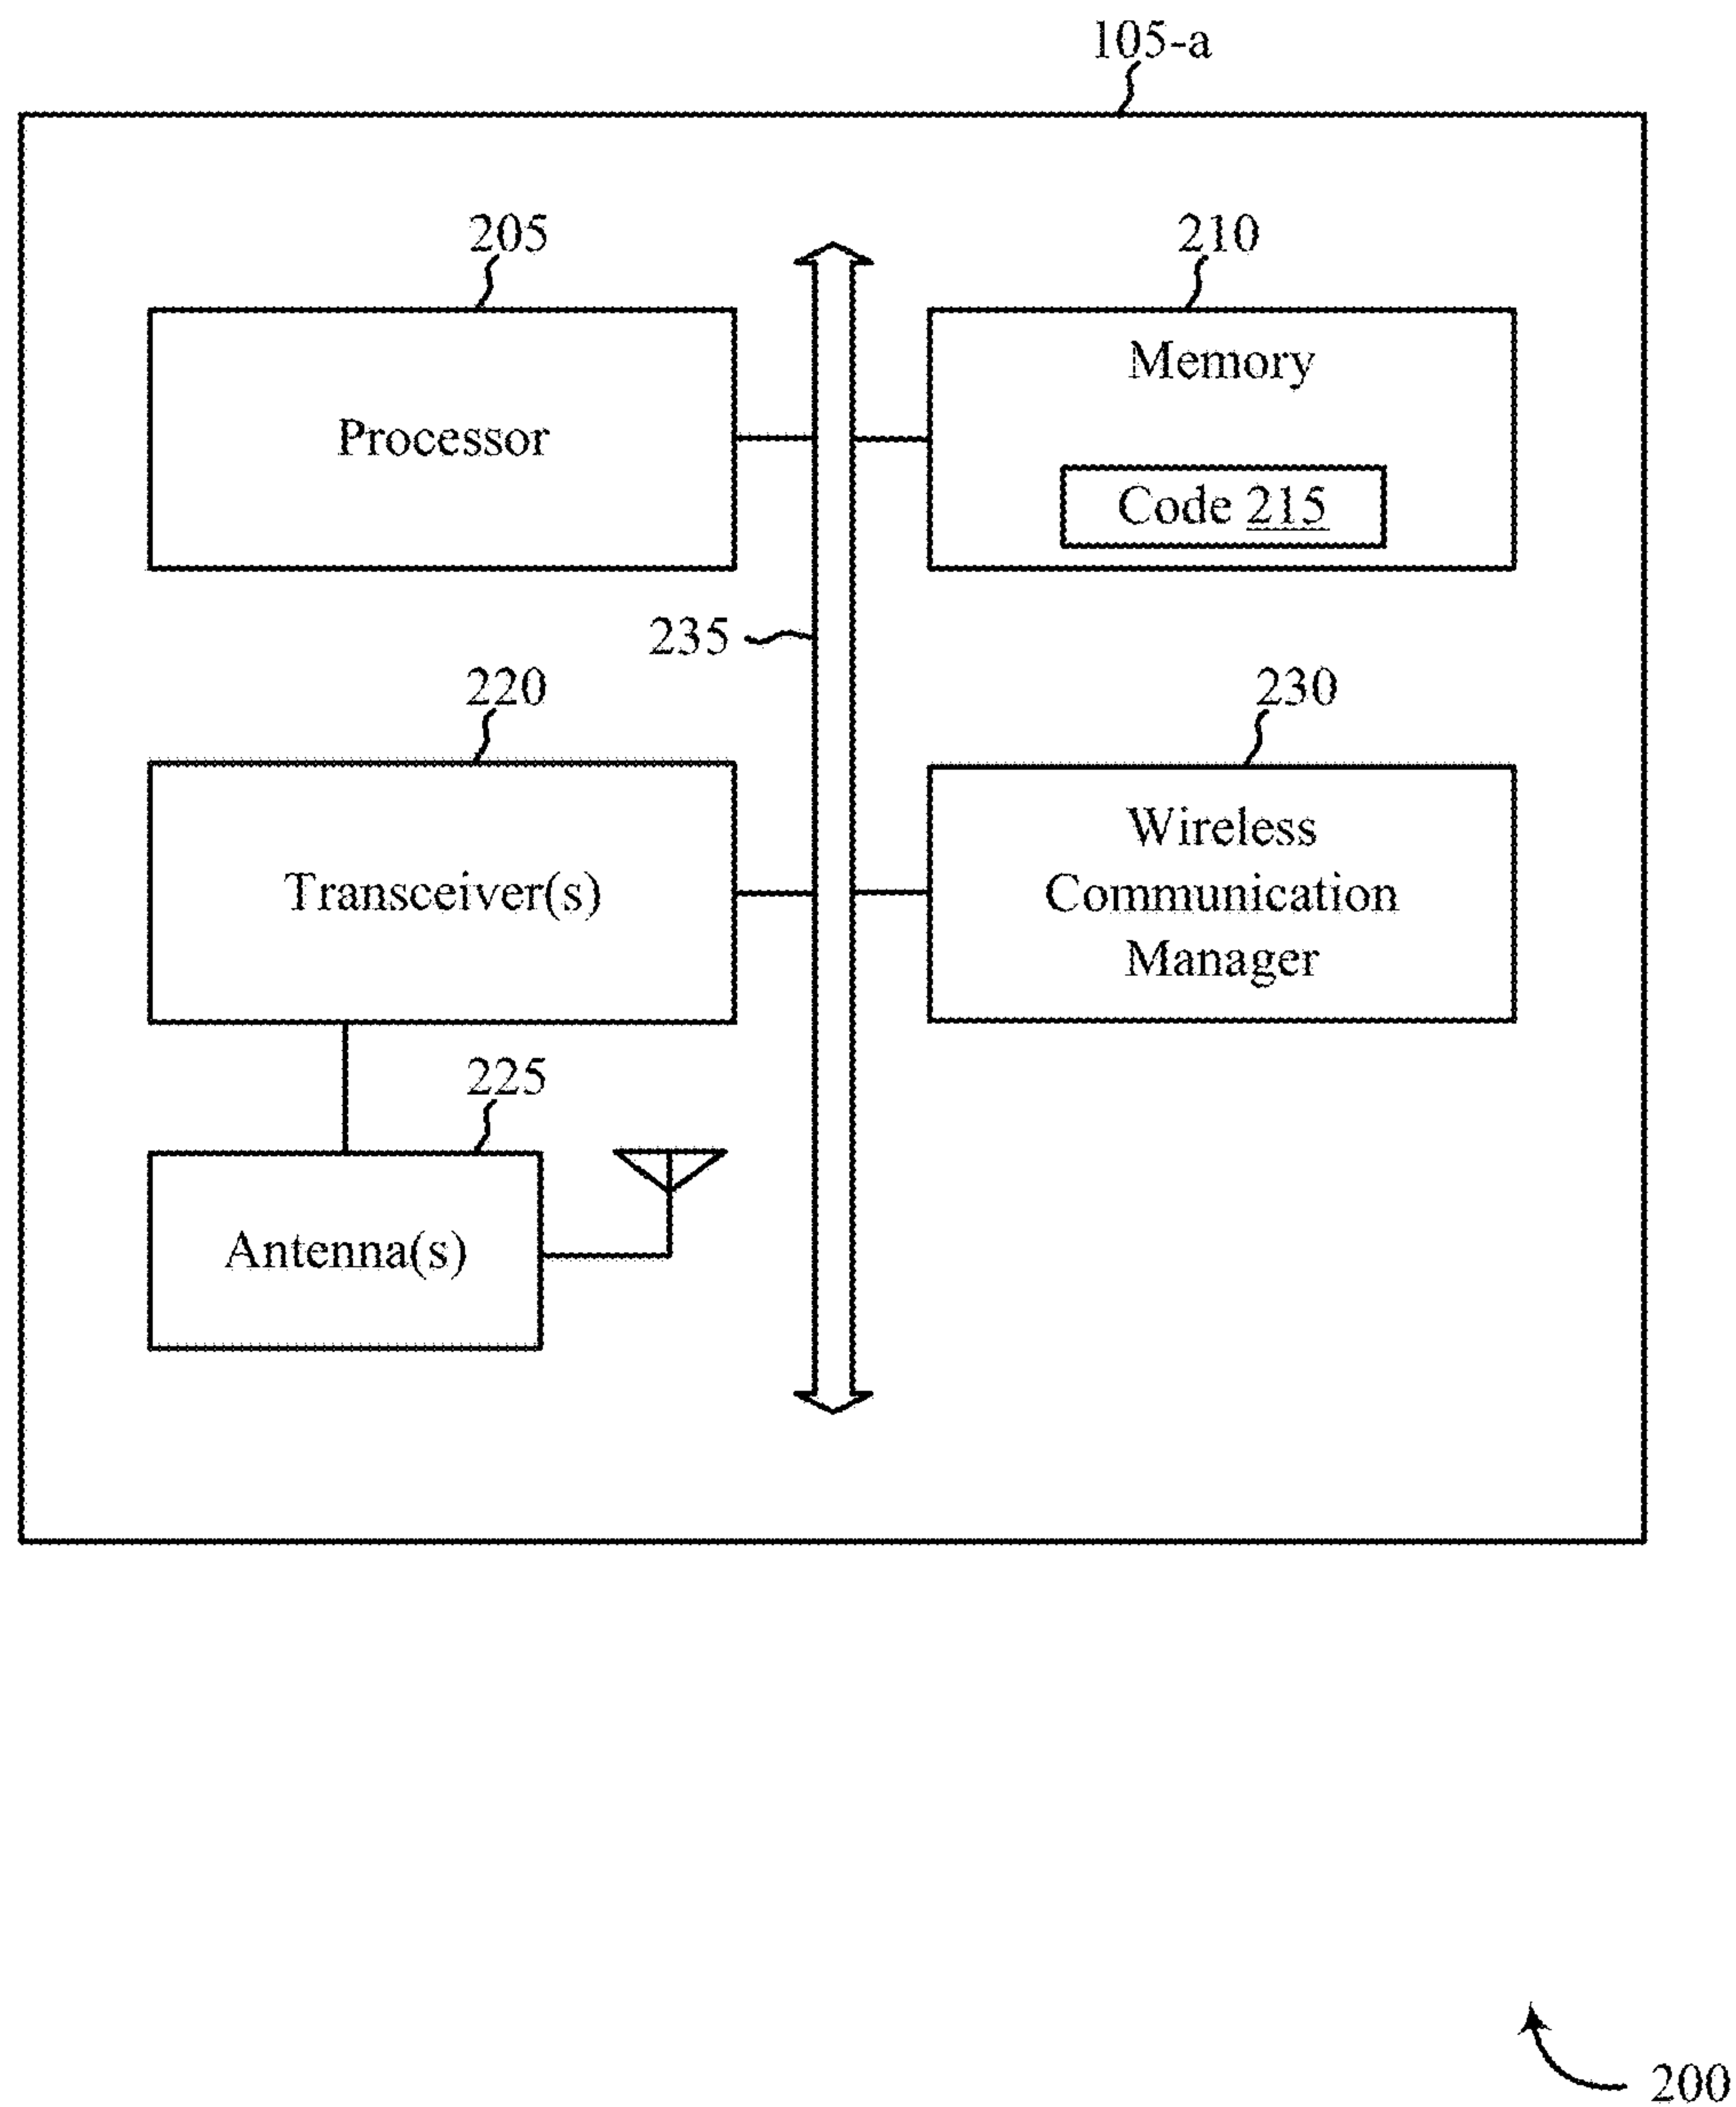 105-a
205
210
Processor
Memory
Code 215
235
220
230
Transceiver(s)
Wireless
Communication
Manager
225
Antenna(s)
200